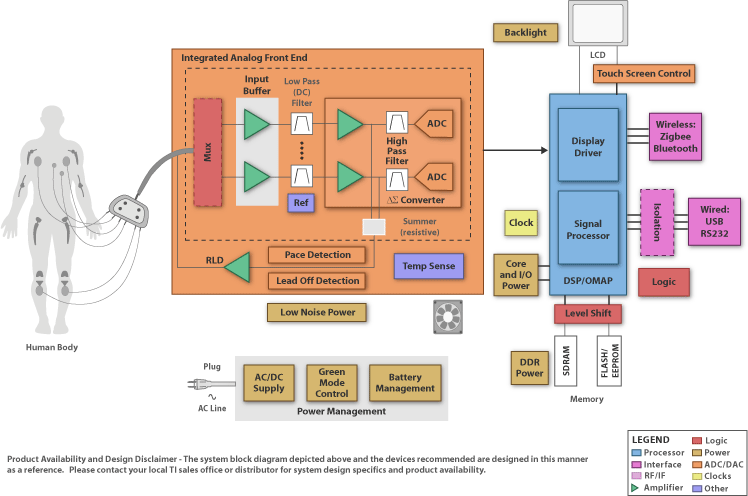 Backlight
LCD
Touch Screen Control
Integrated Analog Front End
Input
Buffer
Low Pass
(DC)
Filter
Mux
ADC
High
Pass
Filter
ADC
ΔΣ Converter
Ref
Summer
(resistive)
RLD
Pace Detection
Lead Off Detection
Temp Sense
Low Noise Power
Human Body
Display
Driver
Signal
Processor
DSP/OMAP
Wireless:
Zigbee
Bluetooth
Isolation
Wired:
USB
RS232
Clock
Core
and I/O
Power
Logic
Level Shift
DDR
Power
SDRAM
FLASH/
EEPROM
Memory
Plug
AC Line
AC/DC
Supply
Green
Mode
Control
Battery
Management
Power Management
Product Availability and Design Disclaimer - The system block diagram depicted above and the devices recommended are designed in this manner
as a reference. Please contact your local TI sales office or distributor for system design specifics and product availability.
LEGEND
Processor
Interface
RF/IF
Amplifier
Logic
Power
ADC/DAC
Clocks
Other